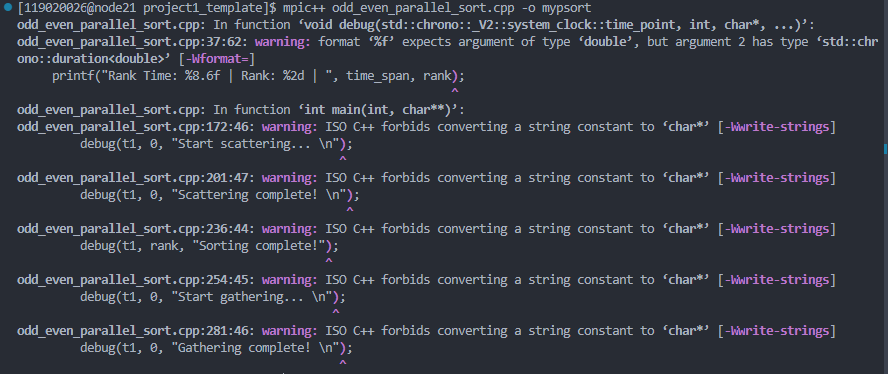 [119020026@node21 project1_template]$ mpic++ odd_even_parallel_sort.cpp -o mypsort
odd_even_parallel_sort.cpp: In function ‘void debug(std::chrono::_V2::system_clock::time_point, int, char*, ...)’:
odd_even_parallel_sort.cpp:37:62: warning: format ‘%f’ expects argument of type ‘double’, but argument 2 has type ‘std::chr
ono::duration<double>’ [-Wformat=]
     printf("Rank Time: %8.6f | Rank: %2d | ", time_span, rank);
                                                              ^
odd_even_parallel_sort.cpp: In function ‘int main(int, char**)’:
odd_even_parallel_sort.cpp:172:46: warning: ISO C++ forbids converting a string constant to ‘char*’ [-Wwrite-strings]
         debug(t1, 0, "Start scattering... \n");
                                              ^
odd_even_parallel_sort.cpp:201:47: warning: ISO C++ forbids converting a string constant to ‘char*’ [-Wwrite-strings]
         debug(t1, 0, "Scattering complete! \n");
                                               ^
odd_even_parallel_sort.cpp:236:44: warning: ISO C++ forbids converting a string constant to ‘char*’ [-Wwrite-strings]
         debug(t1, rank, "Sorting complete!");
                                            ^
odd_even_parallel_sort.cpp:254:45: warning: ISO C++ forbids converting a string constant to ‘char*’ [-Wwrite-strings]
         debug(t1, 0, "Start gathering... \n");
                                             ^
odd_even_parallel_sort.cpp:281:46: warning: ISO C++ forbids converting a string constant to ‘char*’ [-Wwrite-strings]
         debug(t1, 0, "Gathering complete! \n");
                                              ^